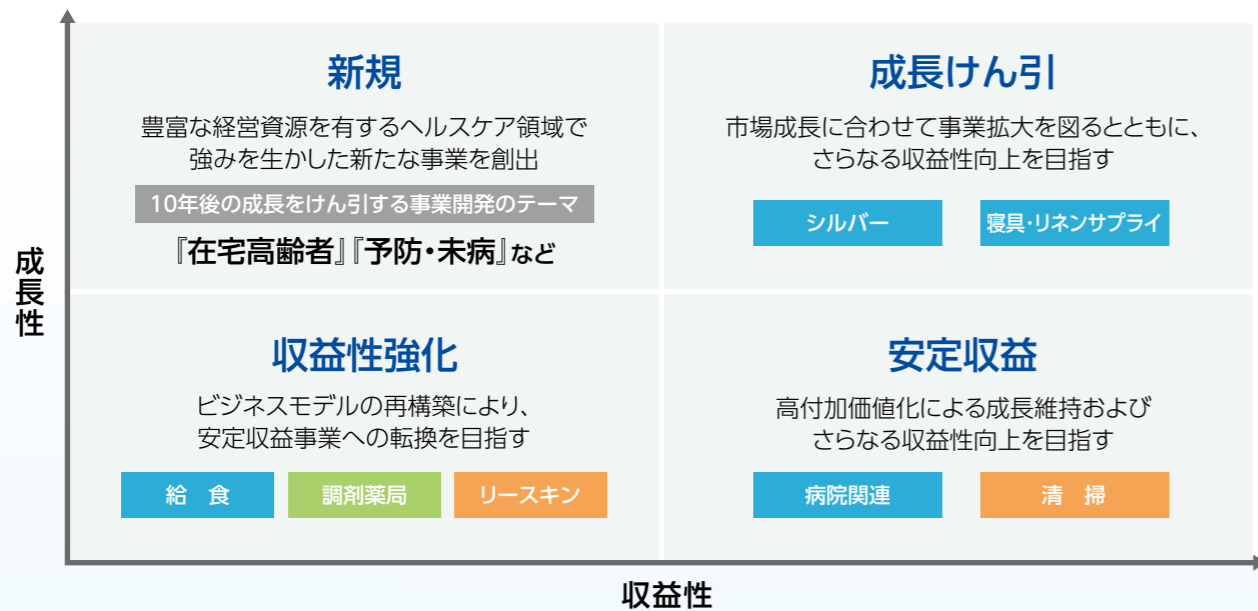 新規
豊富な経営資源を有するヘルスケア領域で
強みを生かした新たな事業を創出
10年後の成長をけん引する事業開発のテーマ
『在宅高齢者』『予防・未病』など
成長けん引
市場成長に合わせて事業拡大を図るとともに、
さらなる収益性向上を目指す
シルバー
寝具・リネンサプライ
成長性
収益性強化
ビジネスモデルの再構築により、
安定収益事業への転換を目指す
給　食
調剤薬局
リースキン
安定収益
高付加価値化による成長維持および
さらなる収益性向上を目指す
病院関連
清　掃
収益性